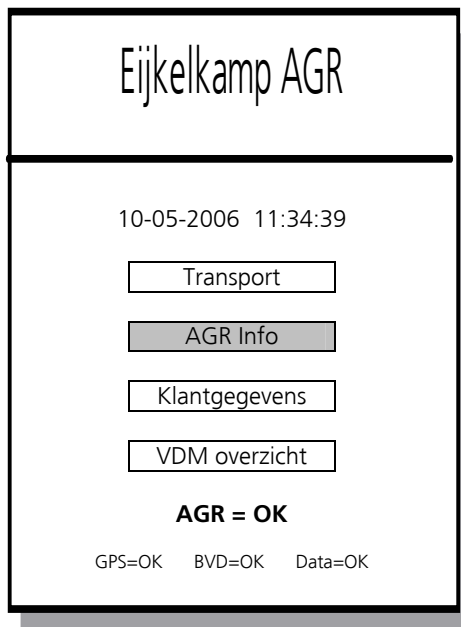 Eijkelkamp AGR
10-05-2006 11:34:39
Transport
AGR Info
Klantgegevens
VDM overzicht
AGR = OK
GPS=OK BVD=OK Data=OK